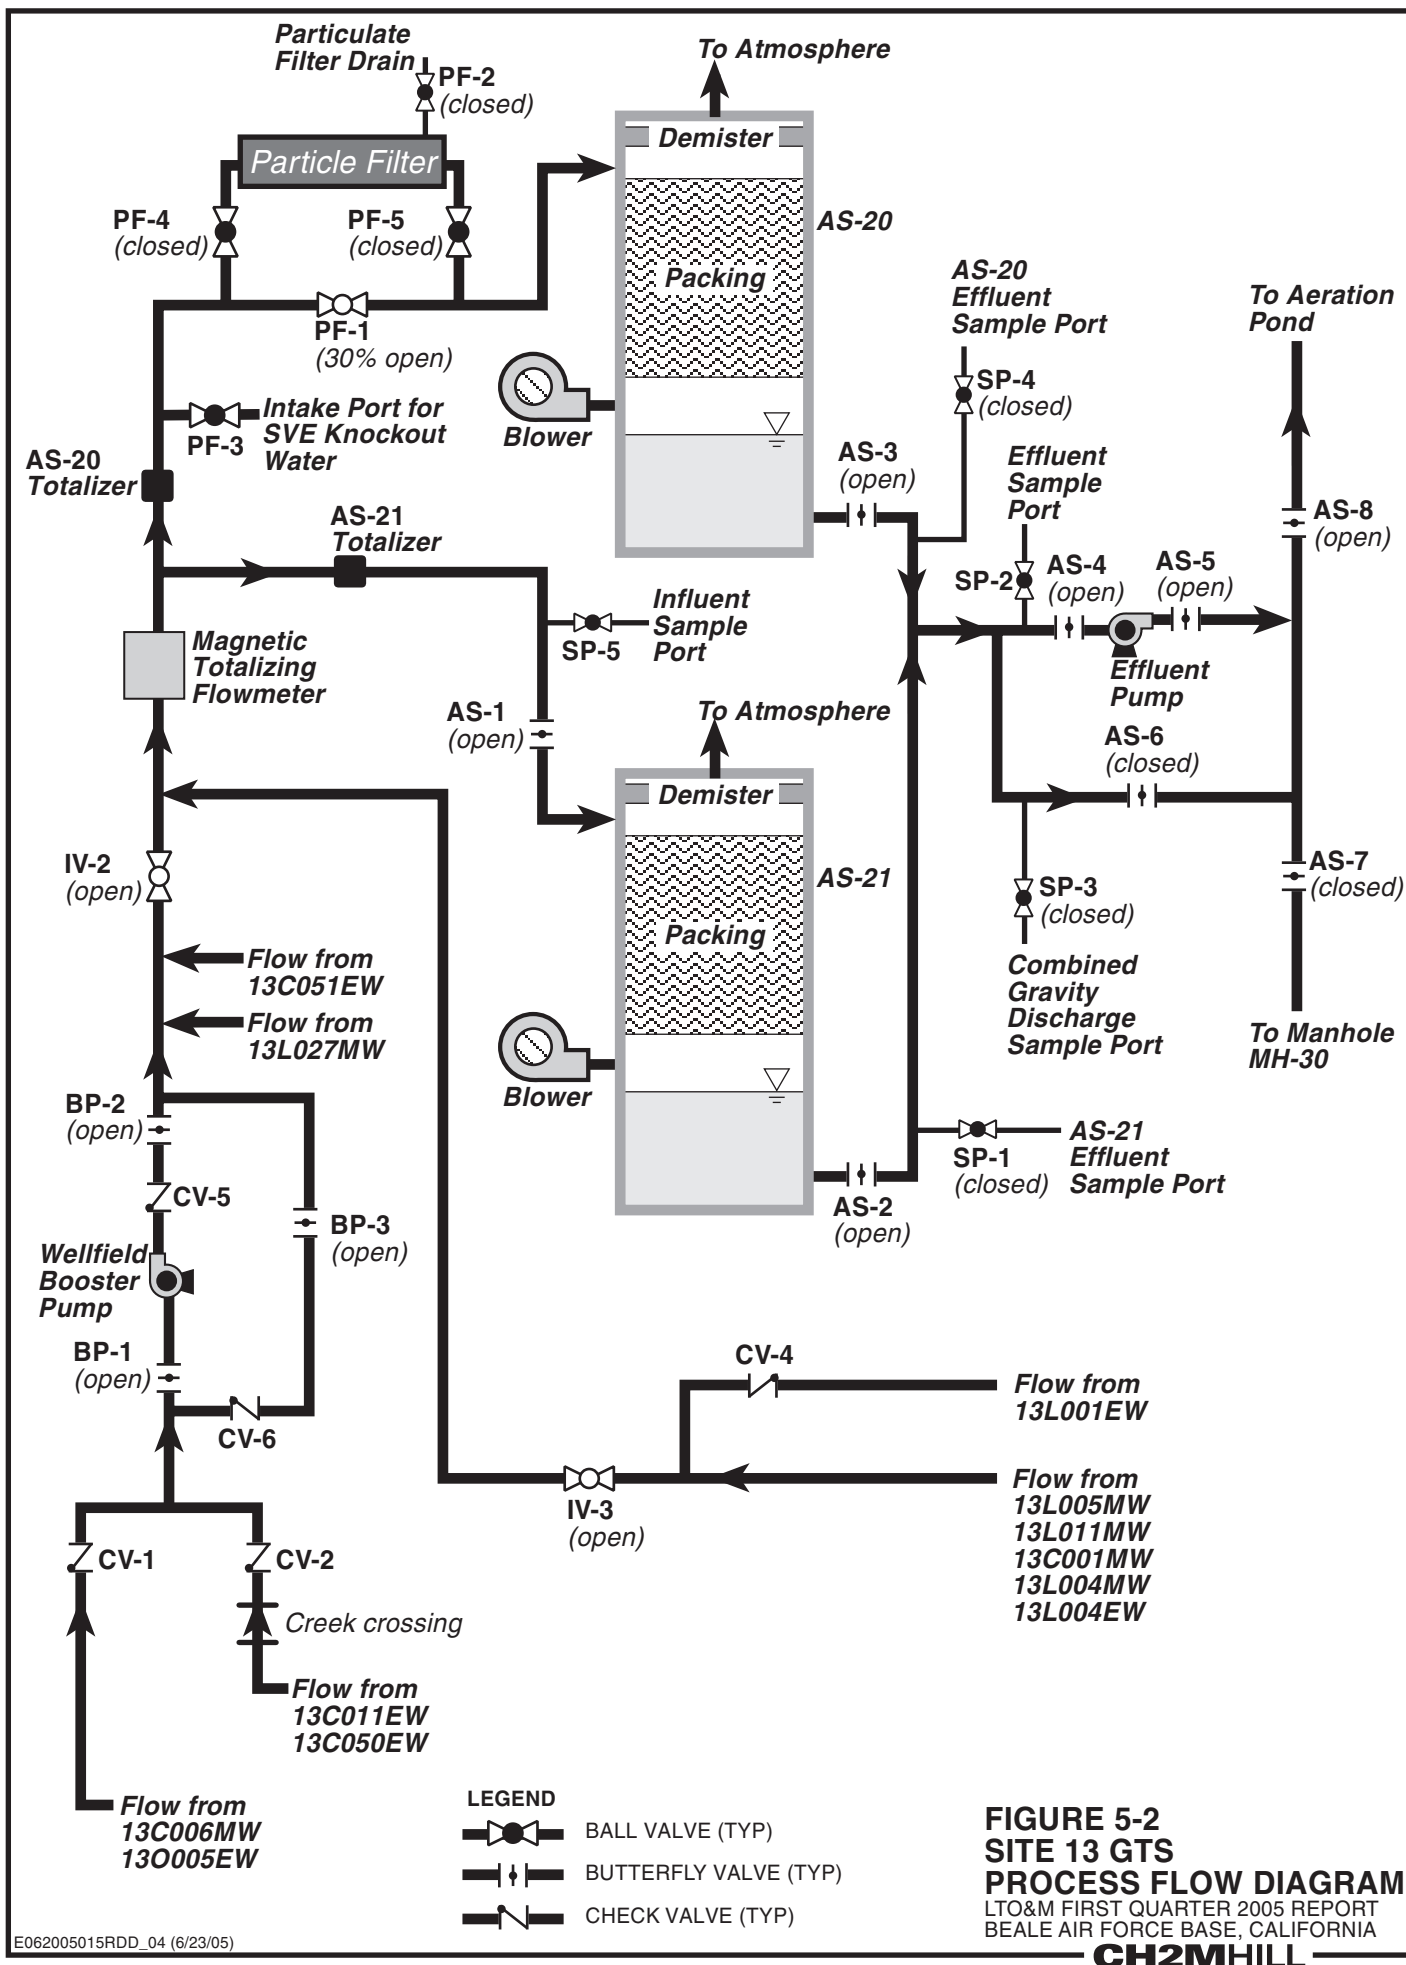 Particulate
Filter Drain
PF-2
(closed)
To Atmosphere
Demister
Particle Filter
PF-4
(closed)
PF-5
(closed)
AS-20
Packing
PF-1
(30% open)
AS-20
Effluent
Sample Port
To Aeration
Pond
SP-4
(closed)
Intake Port for
SVE Knockout
Water
PF-3
Blower
AS-20
Totalizer
AS-3
(open)
Effluent
Sample
Port
AS-8
(open)
AS-21
Totalizer
SP-2
AS-4
(open)
AS-5
(open)
Influent
Sample
Port
SP-5
Magnetic
Totalizing
Flowmeter
Effluent
Pump
AS-1
(open)
To Atmosphere
AS-6
(closed)
Demister
IV-2
(open)
AS-21
SP-3
(closed)
AS-7
(closed)
Packing
Flow from
13C051EW
Flow from
13L027MW
Combined
Gravity
Discharge
Sample Port
To Manhole
MH-30
Blower
BP-2
(open)
SP-1
(closed)
AS-21
Effluent
Sample Port
CV-5
AS-2
(open)
BP-3
(open)
Wellfield
Booster
Pump
BP-1
(open)
CV-6
CV-4
Flow from
13L001EW
IV-3
(open)
Flow from
13L005MW
13L011MW
13C001MW
13L004MW
13L004EW
CV-1
CV-2
Creek crossing
Flow from
13C011EW
13C050EW
Flow from
13C006MW
13O005EW
LEGEND
BALL VALVE (TYP)
BUTTERFLY VALVE (TYP)
CHECK VALVE (TYP)
FIGURE 5-2
SITE 13 GTS
PROCESS FLOW DIAGRAM
LTO&M FIRST QUARTER 2005 REPORT
BEALE AIR FORCE BASE, CALIFORNIA
E062005015RDD_04 (6/23/05)
CH2MHILL